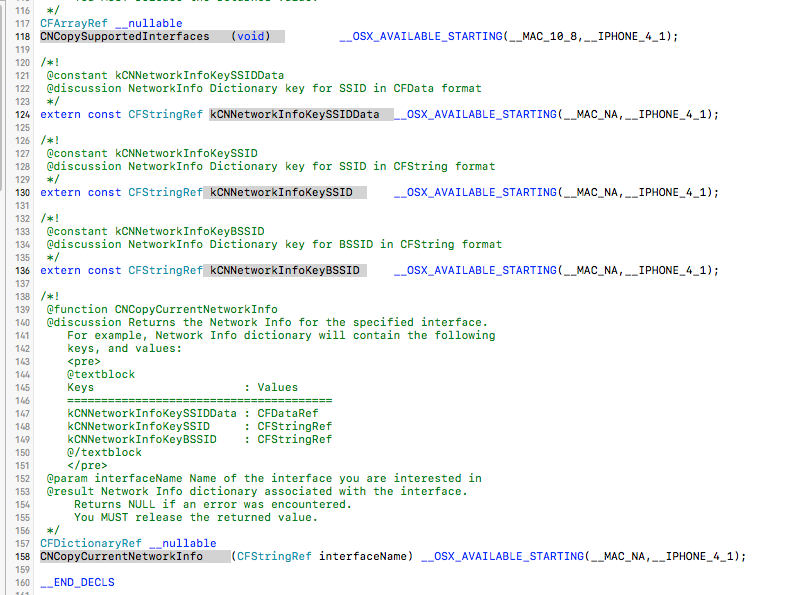 116 */
117 CFArrayRef __nullable
118 CNCopySupportedInterfaces (void) __OSX_AVAILABLE_STARTING(__MAC_10_8,__IPHONE_4_1);
119
120 /*!
121 @constant kCNNetworkInfoKeySSIDData
122 @discussion NetworkInfo Dictionary key for SSID in CFData format
123 */
124 extern const CFStringRef kCNNetworkInfoKeySSIDData __OSX_AVAILABLE_STARTING(__MAC_NA,__IPHONE_4_1);
125
126 /*!
127 @constant kCNNetworkInfoKeySSID
128 @discussion NetworkInfo Dictionary key for SSID in CFString format
129 */
130 extern const CFStringRef kCNNetworkInfoKeySSID __OSX_AVAILABLE_STARTING(__MAC_NA,__IPHONE_4_1);
131
132 /*!
133 @constant kCNNetworkInfoKeyBSSID
134 @discussion NetworkInfo Dictionary key for BSSID in CFString format
135 */
136 extern const CFStringRef kCNNetworkInfoKeyBSSID __OSX_AVAILABLE_STARTING(__MAC_NA,__IPHONE_4_1);
137
138 /*!
139 @function CNCopyCurrentNetworkInfo
140 @discussion Returns the Network Info for the specified interface.
141 For example, Network Info dictionary will contain the following
142 keys, and values:
143 <pre>
144 @textblock
145 Keys : Values
146 =======================================
147 kCNNetworkInfoKeySSIDData : CFDataRef
148 kCNNetworkInfoKeySSID : CFStringRef
149 kCNNetworkInfoKeyBSSID : CFStringRef
150 @/textblock
151 </pre>
152 @param interfaceName Name of the interface you are interested in
153 @result Network Info dictionary associated with the interface.
154 Returns NULL if an error was encountered.
155 You MUST release the returned value.
156 */
157 CFDictionaryRef __nullable
158 CNCopyCurrentNetworkInfo (CFStringRef interfaceName) __OSX_AVAILABLE_STARTING(__MAC_NA,__IPHONE_4_1);
159
160 __END_DECLS